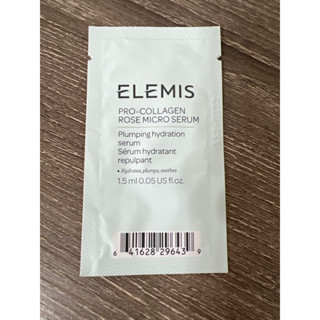 ELEMIS
PRO-COLLAGEN
ROSE MICRO SERUM
Plumping hydration
serum
Sérum hydratant
repulpant
• Hydrates, plumps, soothes
1.5 ml 0.05 US fl.oz.
6 41628 29643 9